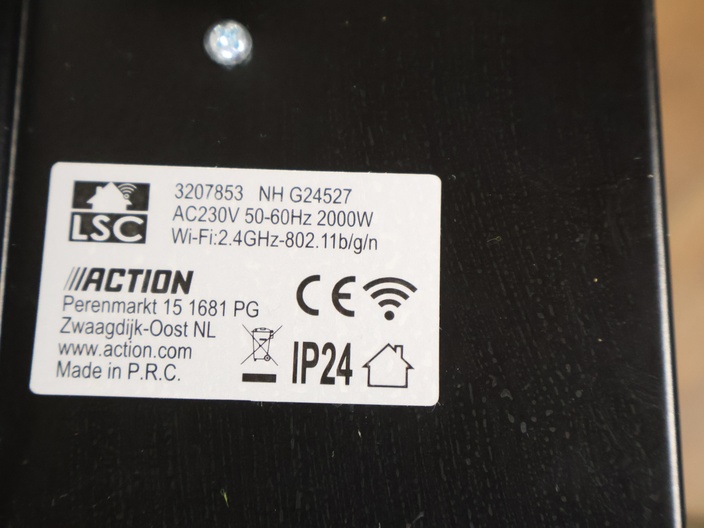 LSC
3207853 NH G24527
AC230V 50-60Hz 2000W
Wi-Fi:2.4GHz-802.11b/g/n
///ACTION
Perenmarkt 15 1681 PG
Zwaagdijk-Oost NL
www.action.com
Made in P.R.C.
CE
IP24